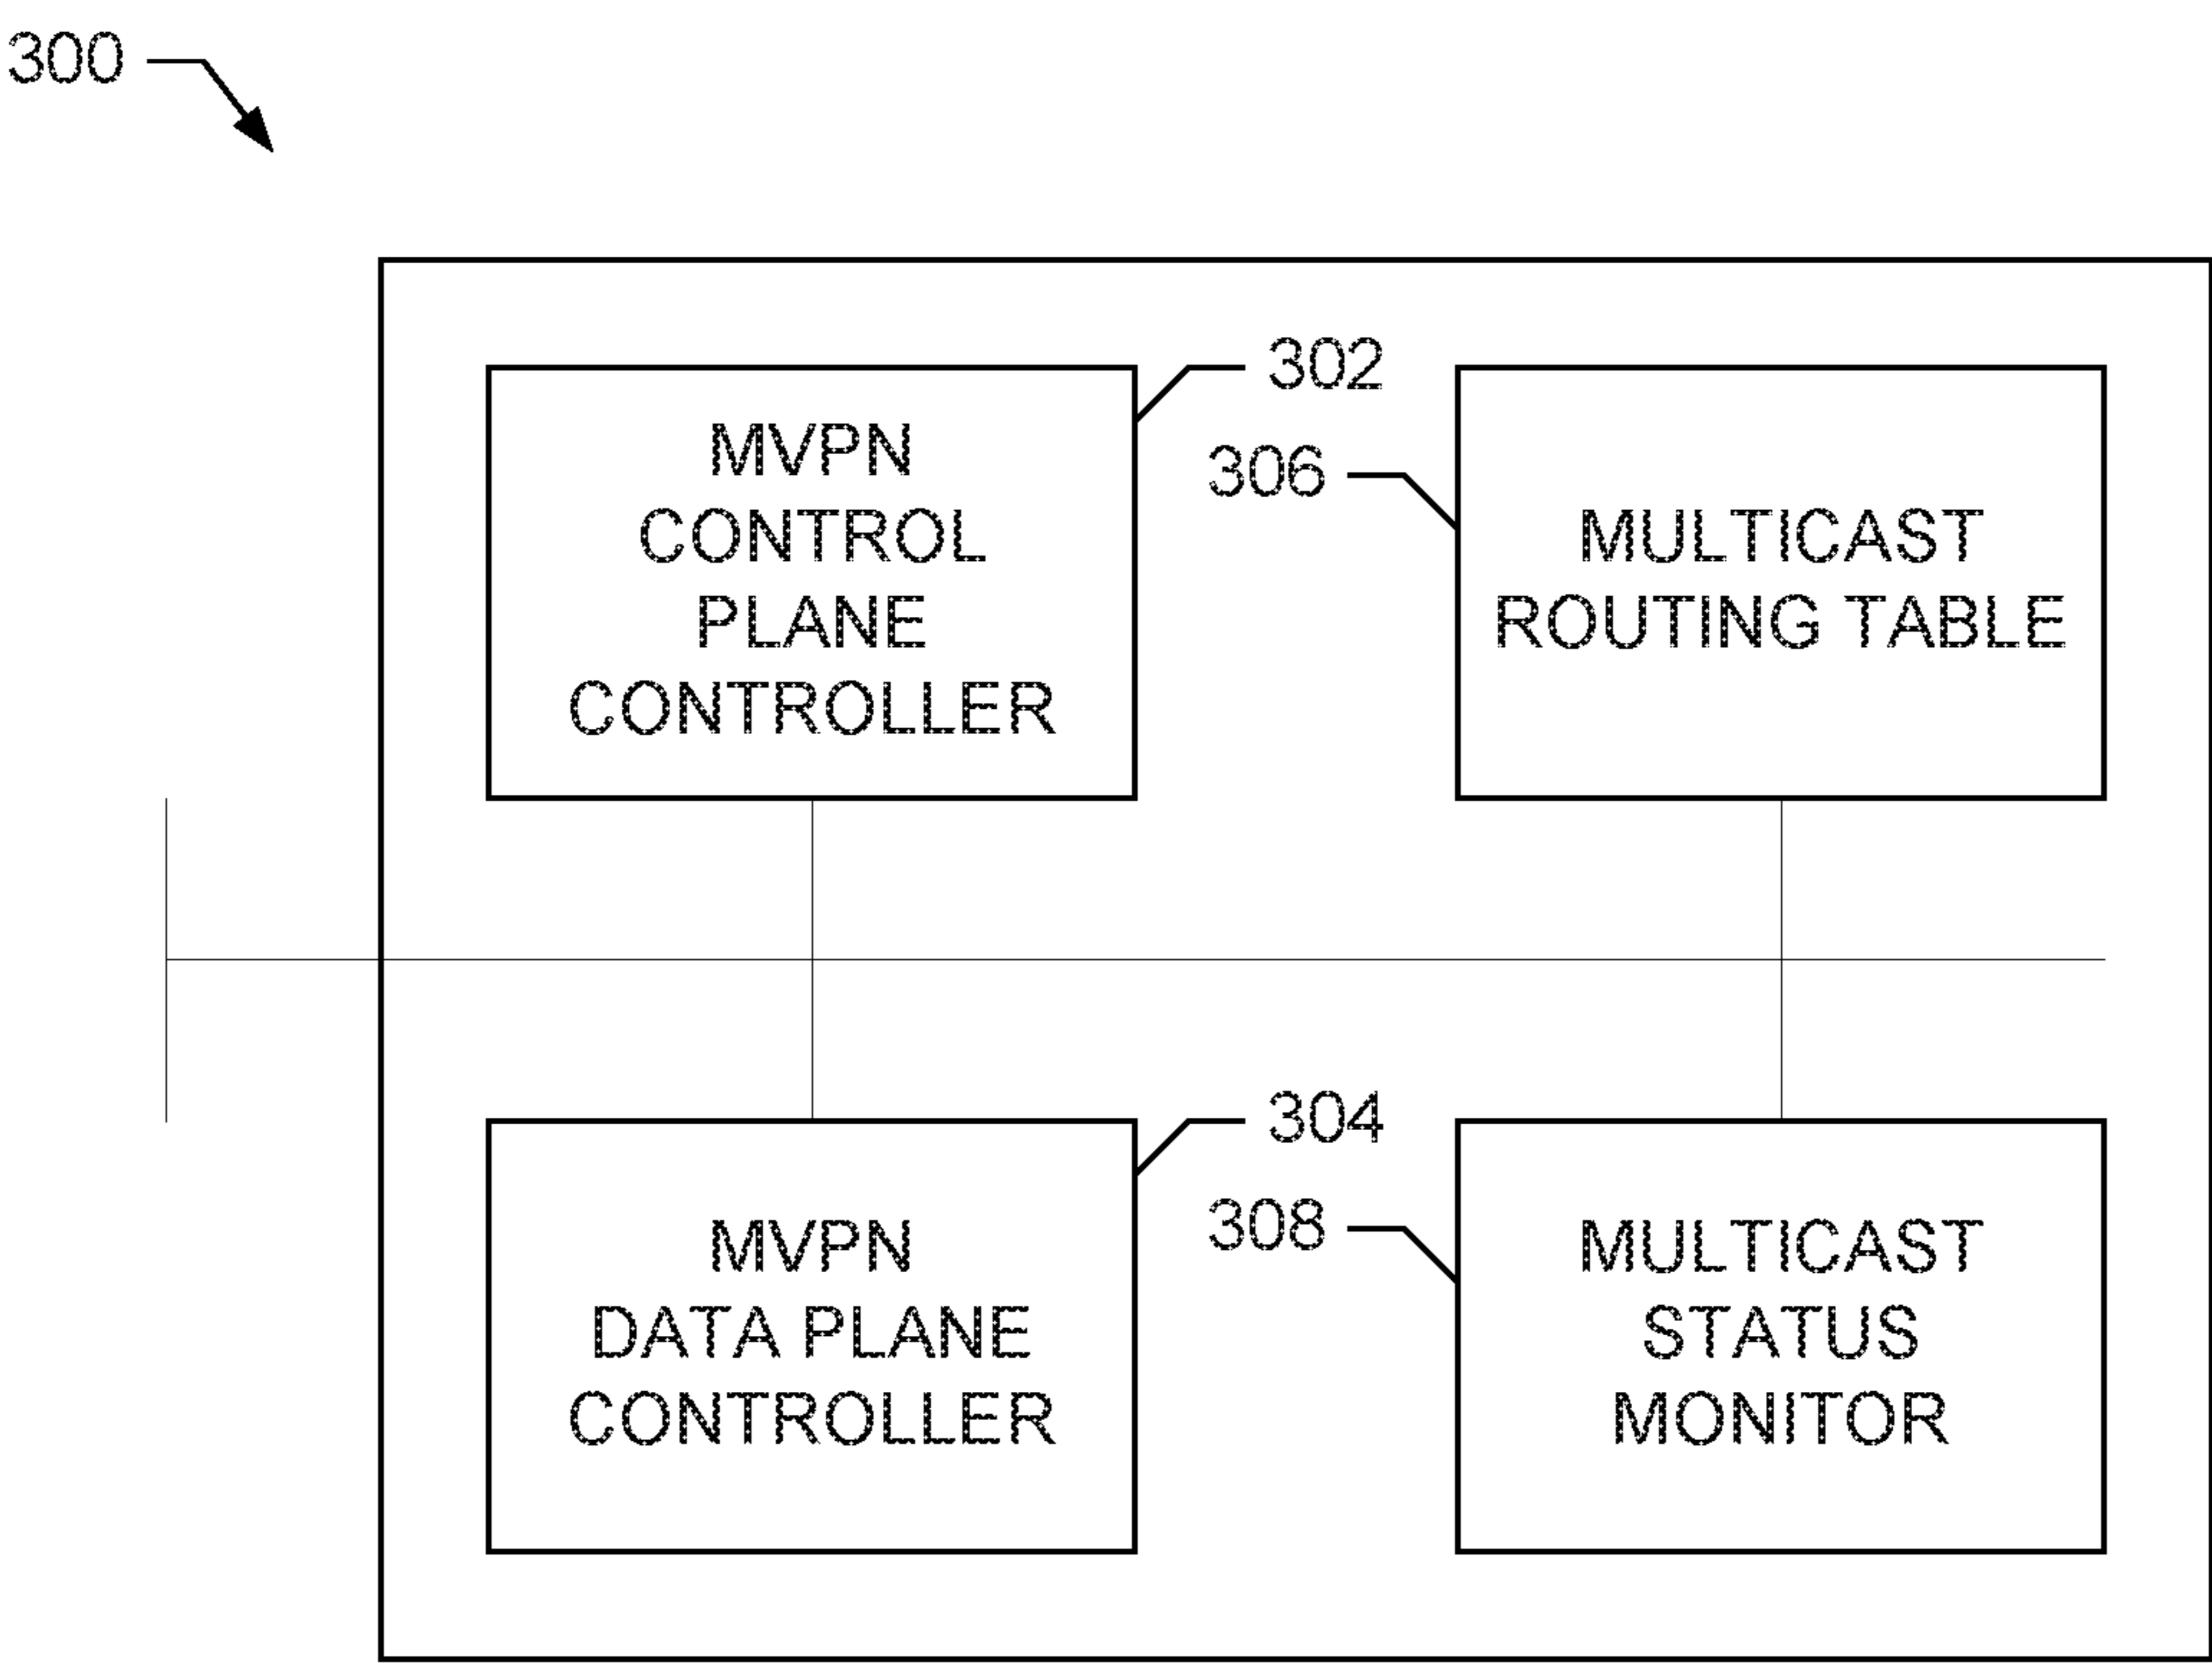 300
302
MVPN
CONTROL
PLANE
CONTROLLER
306
MULTICAST
ROUTING TABLE
304
MVPN
DATA PLANE
CONTROLLER
308
MULTICAST
STATUS
MONITOR